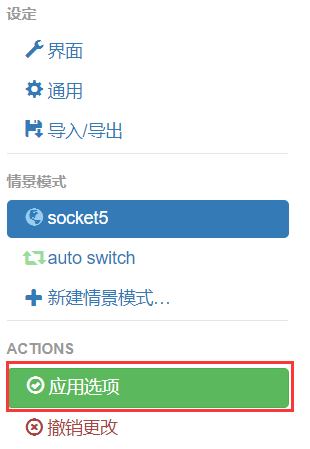 设定
界面
通用
导入/导出
情景模式
socket5
auto switch
新建情景模式…
ACTIONS
应用选项
撤销更改